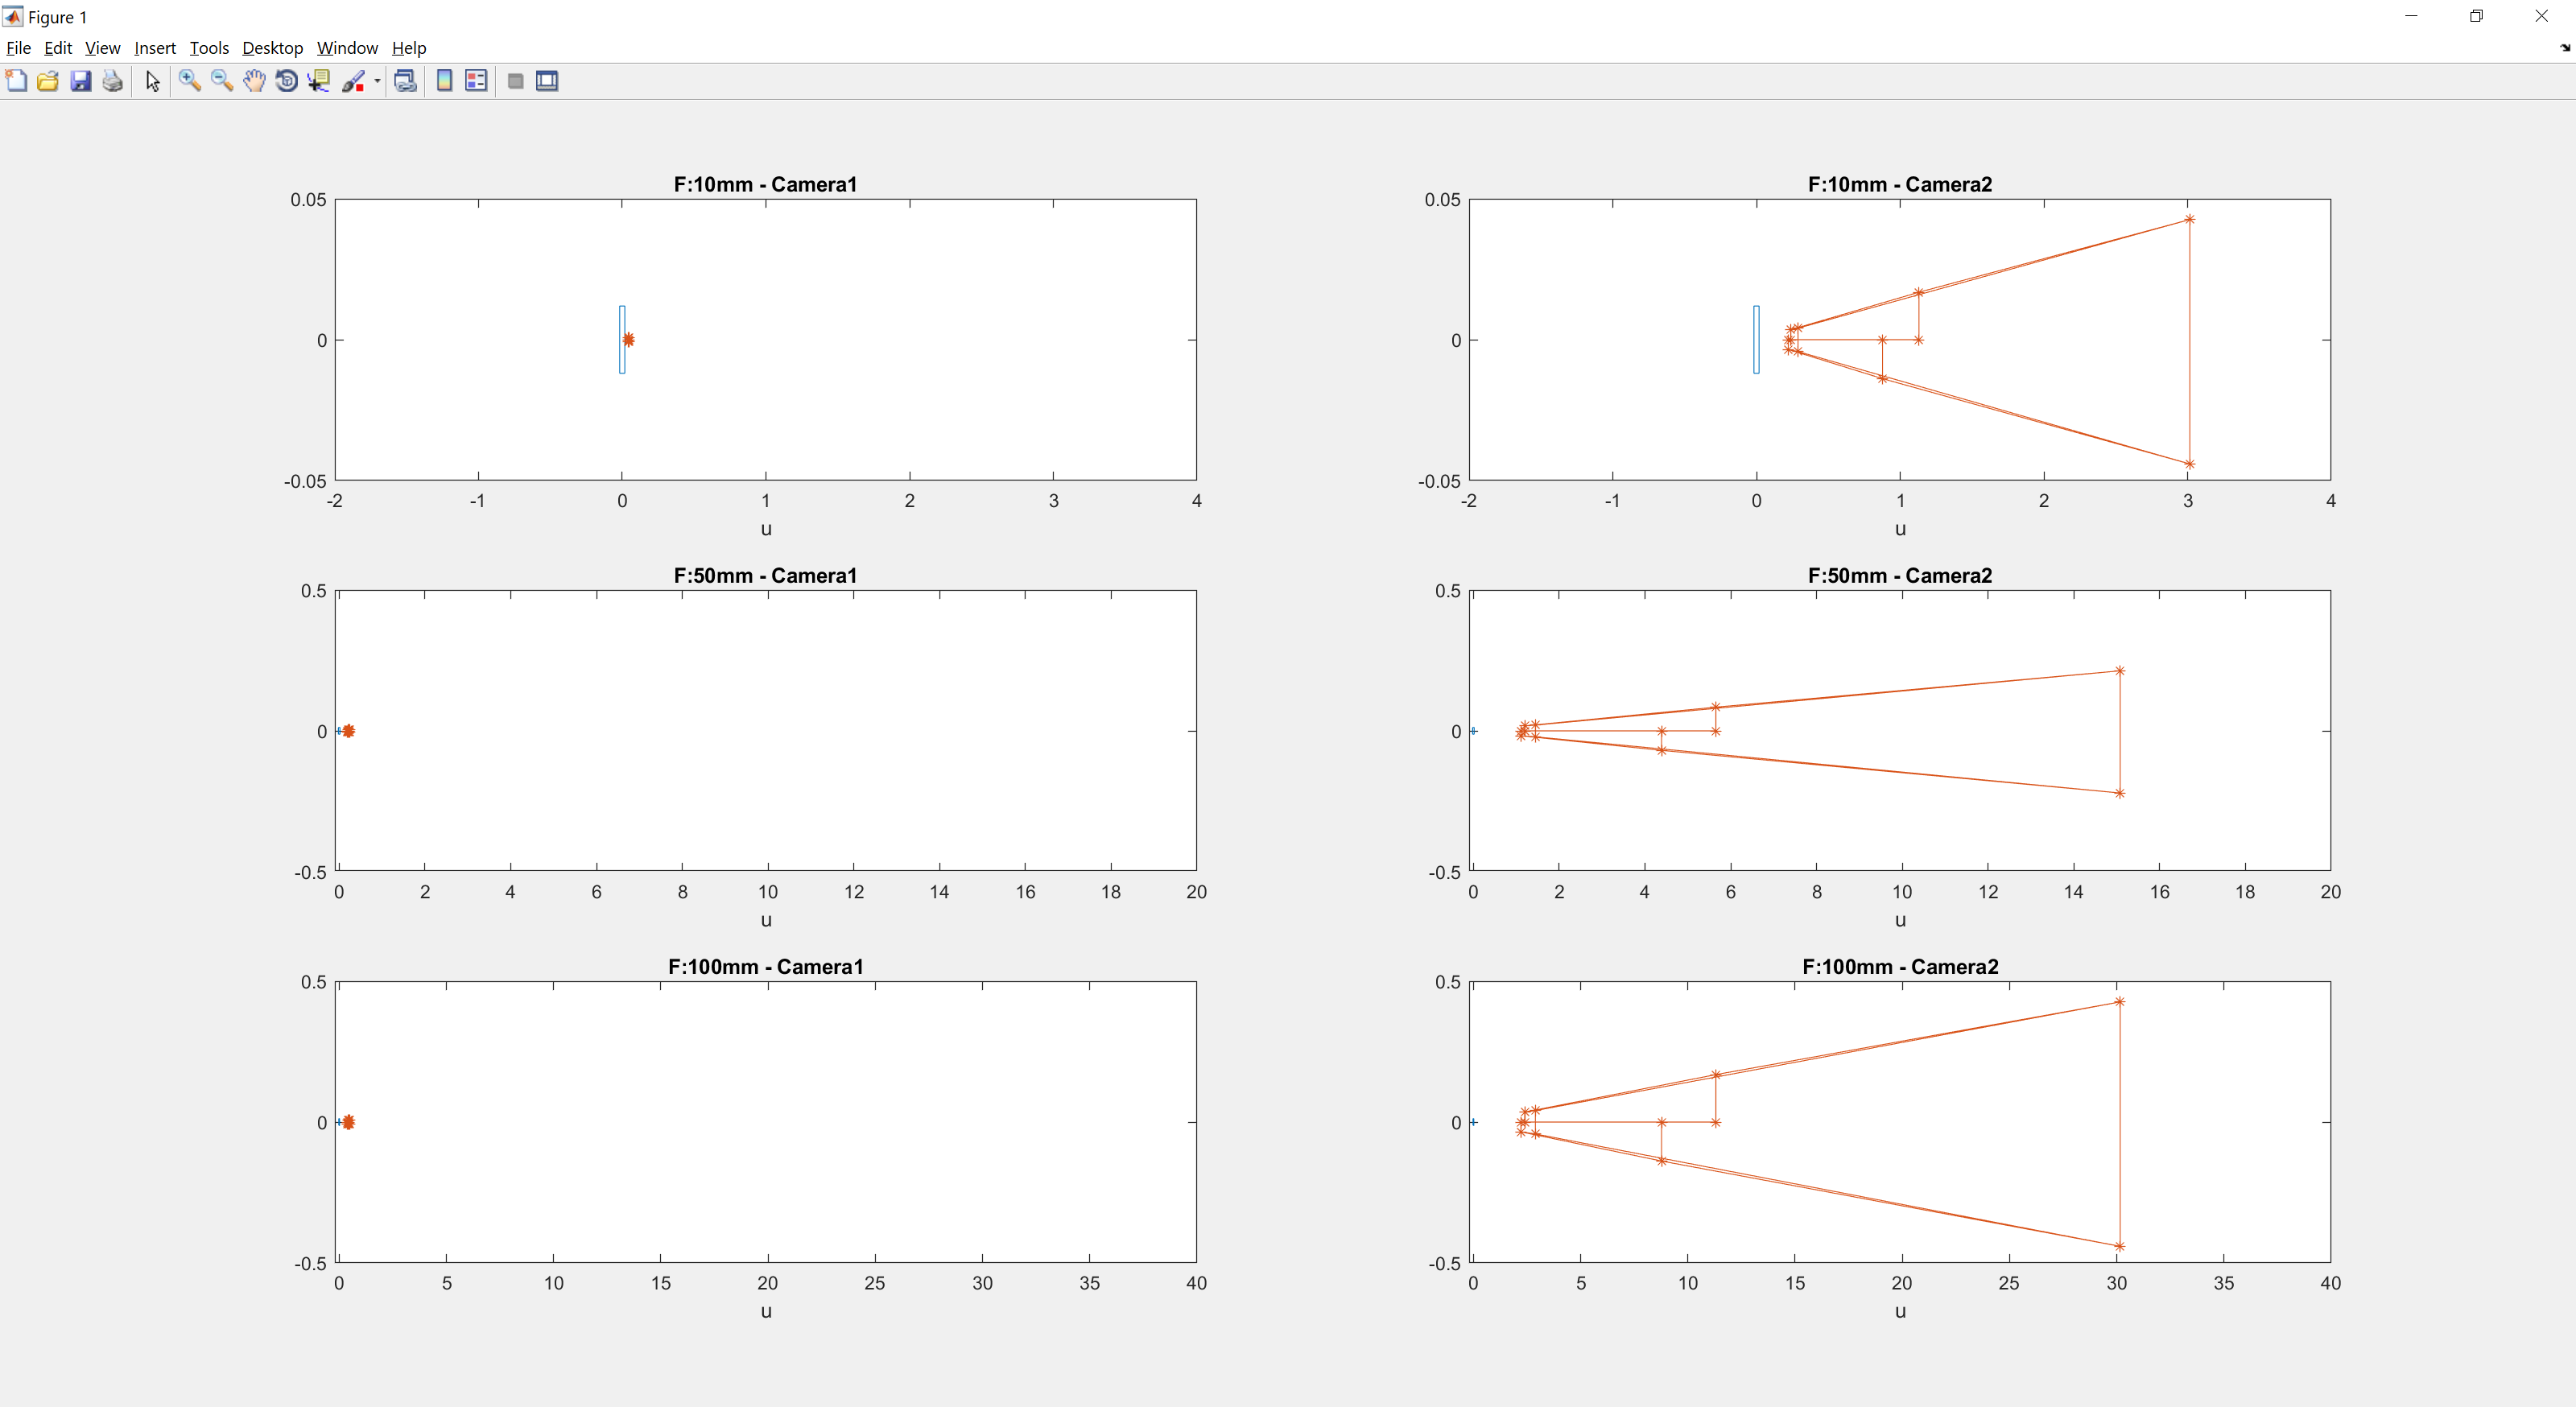 Figure 1
File Edit View Insert Tools Desktop Window Help
F:10mm - Camera1
0.05
0
-0.05
-2 -1 0 1 2 3 4
u
F:10mm - Camera2
0.05
0
-0.05
-2 -1 0 1 2 3 4
u
F:50mm - Camera1
0.5
0
-0.5
0 2 4 6 8 10 12 14 16 18 20
u
F:50mm - Camera2
0.5
0
-0.5
0 2 4 6 8 10 12 14 16 18 20
u
F:100mm - Camera1
0.5
0
-0.5
0 5 10 15 20 25 30 35 40
u
F:100mm - Camera2
0.5
0
-0.5
0 5 10 15 20 25 30 35 40
u